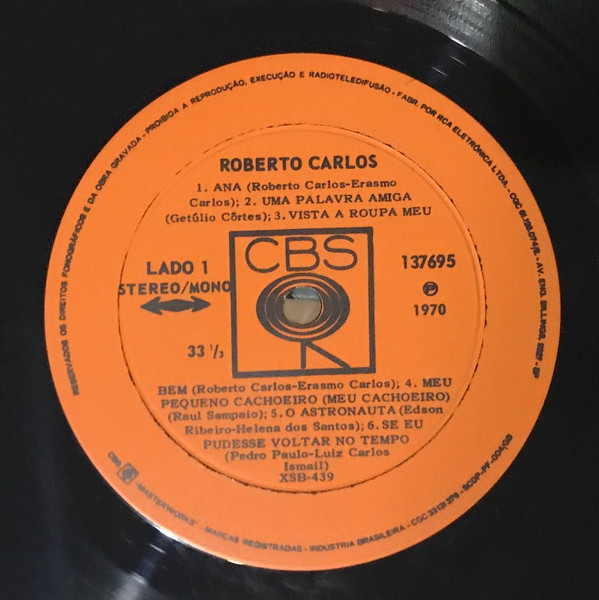 RESERVADOS OS DIREITOS FONOGRÁFICOS E DA OBRA GRAVADA - PROIBIDA A REPRODUÇÃO, EXECUÇÃO E RADIOTELEDIFUSÃO - FABR. POR RCA ELETRÔNICA LTDA. - CGC
ROBERTO CARLOS
1. ANA (Roberto Carlos-Erasmo
Carlos); 2. UMA PALAVRA AMIGA
(Getúlio Côrtes); 3. VISTA A ROUPA MEU
CBS
LADO 1
137695
STEREO/MONO
℗
1970
33 1/3
BEM (Roberto Carlos-Erasmo Carlos); 4. MEU
PEQUENO CACHOEIRO (MEU CACHOEIRO)
(Raul Sampaio); 5. O ASTRONAUTA (Edson
Ribeiro-Helena dos Santos); 6. SE EU
PUDESSE VOLTAR NO TEMPO
(Pedro Paulo-Luiz Carlos
Ismail)
XSB-439
CBS MASTERWORKS - MARCAS REGISTRADAS - INDÚSTRIA BRASILEIRA - CGC